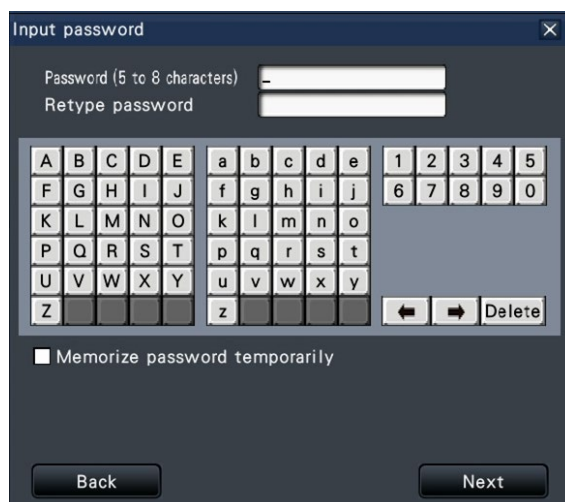 Input password
Password (5 to 8 characters)
Retype password
A B C D E a b c d e 1 2 3 4 5
F G H I J f g h i j 6 7 8 9 0
K L M N O k l m n o
P Q R S T p q r s t
U V W X Y u v w x y
Z z Delete
Memorize password temporarily
Back Next